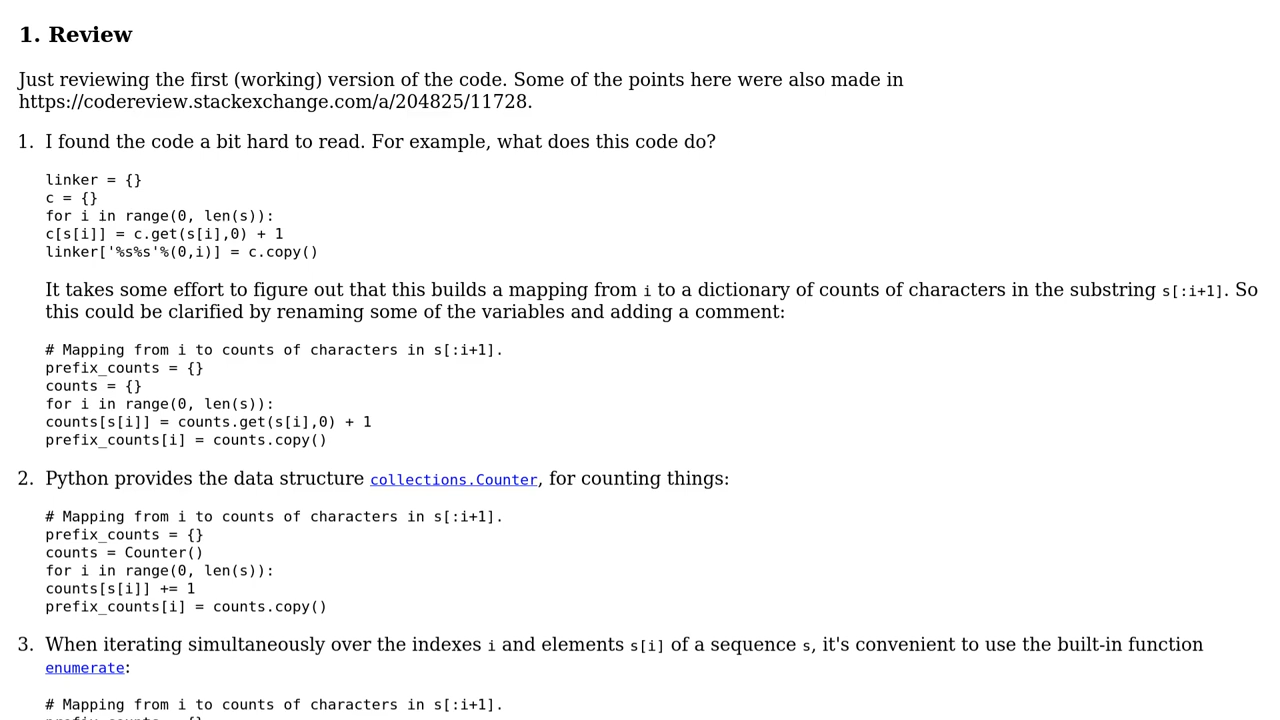 1. Review
Just reviewing the first (working) version of the code. Some of the points here were also made in
https://codereview.stackexchange.com/a/204825/11728.
1. I found the code a bit hard to read. For example, what does this code do?
linker = {}
c = {}
for i in range(0, len(s)):
c[s[i]] = c.get(s[i],0) + 1
linker['%s%s'%(0,i)] = c.copy()
It takes some effort to figure out that this builds a mapping from i to a dictionary of counts of characters in the substring s[:i+1]. So
this could be clarified by renaming some of the variables and adding a comment:
# Mapping from i to counts of characters in s[:i+1].
prefix_counts = {}
counts = {}
for i in range(0, len(s)):
counts[s[i]] = counts.get(s[i],0) + 1
prefix_counts[i] = counts.copy()
2. Python provides the data structure collections.Counter, for counting things:
# Mapping from i to counts of characters in s[:i+1].
prefix_counts = {}
counts = Counter()
for i in range(0, len(s)):
counts[s[i]] += 1
prefix_counts[i] = counts.copy()
3. When iterating simultaneously over the indexes i and elements s[i] of a sequence s, it's convenient to use the built-in function
enumerate:
# Mapping from i to counts of characters in s[:i+1].